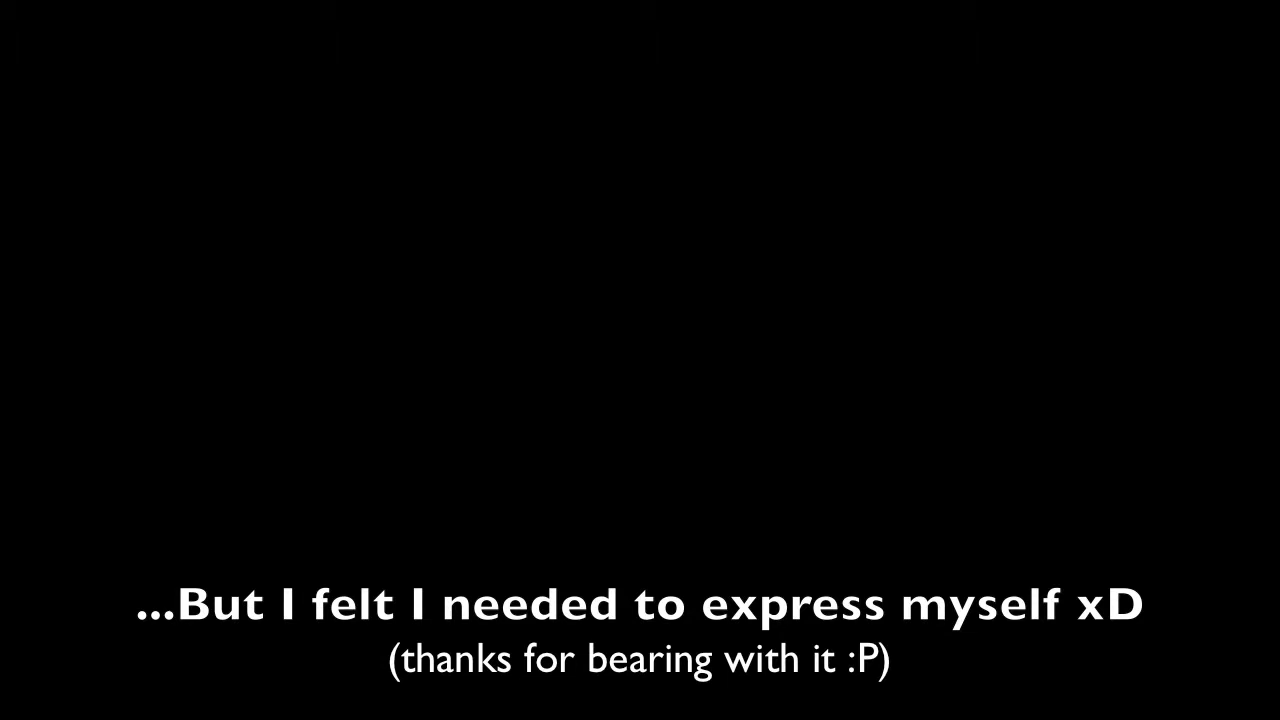 ...But I felt I needed to express myself xD
(thanks for bearing with it :P)